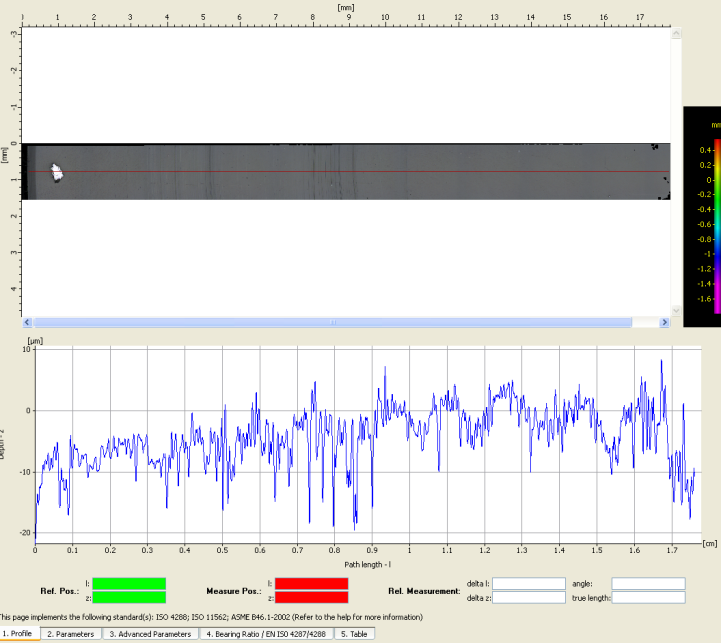 [mm]
1 2 3 4 5 6 7 8 9 10 11 12 13 14 15 16 17
-3
-2
-1
0
1
2
3
4
[mm]
mm
0.4
0.2
0
-0.2
-0.4
-0.6
-0.8
-1
-1.2
-1.4
-1.6
[µm]
10
0
-10
-20
Depth - z
0 0.1 0.2 0.3 0.4 0.5 0.6 0.7 0.8 0.9 1 1.1 1.2 1.3 1.4 1.5 1.6 1.7 [cm]
Path length - l
Ref. Pos.: l: z:
Measure Pos.: l: z:
Ref. Measurement: delta l: angle:
delta z: true length:
This page implements the following standard(s): ISO 4288; ISO 11562; ASME B46.1-2002 (Refer to the help for more information)
1. Profile 2. Parameters 3. Advanced Parameters 4. Bearing Ratio / EN ISO 4287/4288 5. Table